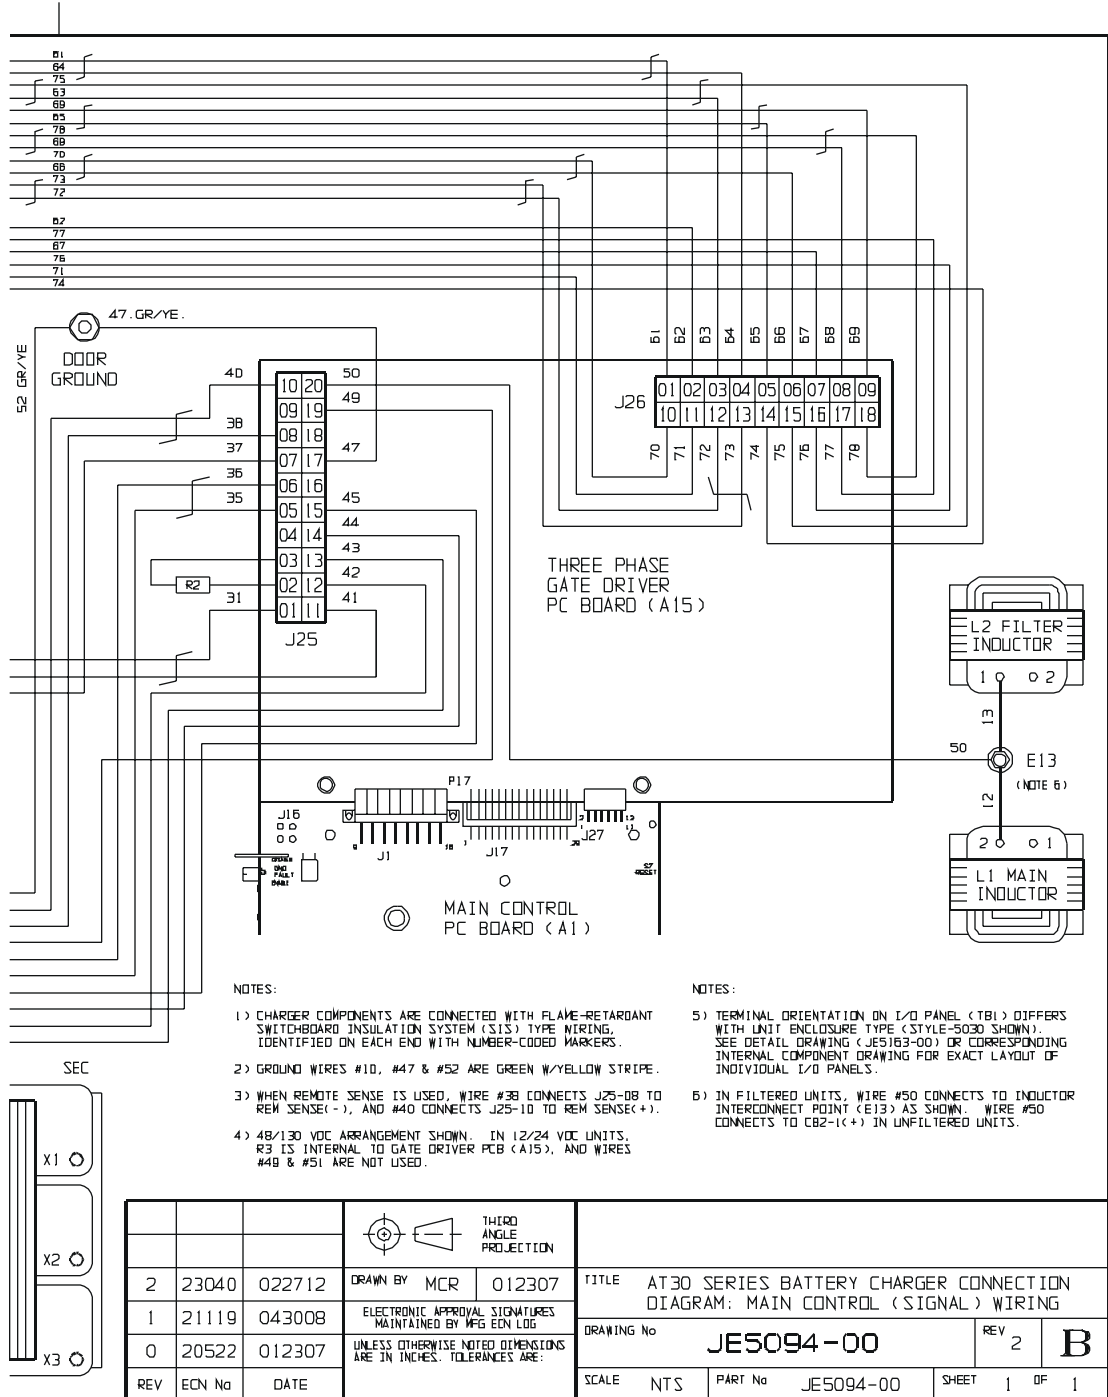 61
64
75
63
69
65
78
68
70
66
73
72
62
77
67
76
71
74
47.GR/YE.
DOOR
GROUND
52 GR/YE
61 62 63 64 65 66 67 68 69
J26
01 02 03 04 05 06 07 08 09
10 11 12 13 14 15 16 17 18
70 71 72 73 74 75 76 77 78
40
38
37
36
35
31
R2
10 20
09 19
08 18
07 17
06 16
05 15
04 14
03 13
02 12
01 11
J25
50
49
47
45
44
43
42
41
THREE PHASE
GATE DRIVER
PC BOARD (A15)
L2 FILTER
INDUCTOR
1 2
13
50
E13
(NOTE 6)
12
2 1
L1 MAIN
INDUCTOR
P17
J16
J1
J17
J27
FAULT
S7
RESET
MAIN CONTROL
PC BOARD (A1)
NOTES:
1) CHARGER COMPONENTS ARE CONNECTED WITH FLAME-RETARDANT
SWITCHBOARD INSULATION SYSTEM (SIS) TYPE WIRING,
IDENTIFIED ON EACH END WITH NUMBER-CODED MARKERS.
2) GROUND WIRES #10, #47 & #52 ARE GREEN W/YELLOW STRIPE.
3) WHEN REMOTE SENSE IS USED, WIRE #38 CONNECTS J25-08 TO
REM SENSE(-), AND #40 CONNECTS J25-10 TO REM SENSE(+).
4) 48/130 VDC ARRANGEMENT SHOWN. IN 12/24 VDC UNITS,
R3 IS INTERNAL TO GATE DRIVER PCB (A15), AND WIRES
#49 & #51 ARE NOT USED.
NOTES:
5) TERMINAL ORIENTATION ON I/O PANEL (TB1) DIFFERS
WITH UNIT ENCLOSURE TYPE (STYLE-5030 SHOWN).
SEE DETAIL DRAWING (JE5163-00) OR CORRESPONDING
INTERNAL COMPONENT DRAWING FOR EXACT LAYOUT OF
INDIVIDUAL I/O PANELS.
6) IN FILTERED UNITS, WIRE #50 CONNECTS TO INDUCTOR
INTERCONNECT POINT (E13) AS SHOWN. WIRE #50
CONNECTS TO CB2-1(+) IN UNFILTERED UNITS.
SEC
X1
X2
X3
2 23040 022712
1 21119 043008
0 20522 012307
REV ECN No DATE
THIRD
ANGLE
PROJECTION
DRAWN BY MCR 012307
ELECTRONIC APPROVAL SIGNATURES
MAINTAINED BY MFG ECN LOG
UNLESS OTHERWISE NOTED DIMENSIONS
ARE IN INCHES. TOLERANCES ARE:
TITLE AT30 SERIES BATTERY CHARGER CONNECTION
DIAGRAM: MAIN CONTROL (SIGNAL) WIRING
DRAWING No JE5094-00 REV 2 B
SCALE NTS PART No JE5094-00 SHEET 1 OF 1